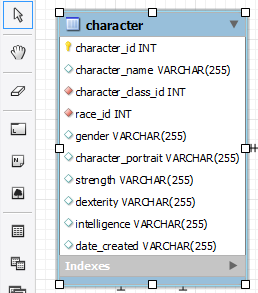 character
character_id INT
character_name VARCHAR(255)
character_class_id INT
race_id INT
gender VARCHAR(255)
character_portrait VARCHAR(255)
strength VARCHAR(255)
dexterity VARCHAR(255)
intelligence VARCHAR(255)
date_created VARCHAR(255)
Indexes